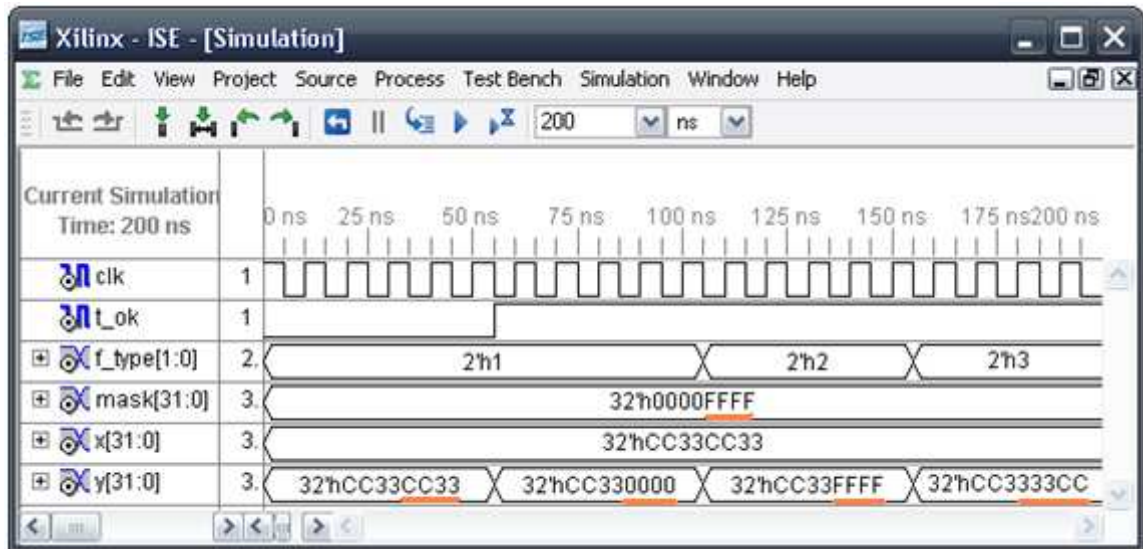 Xilinx - ISE - [Simulation]
File Edit View Project Source Process Test Bench Simulation Window Help
200 ns
Current Simulation
Time: 200 ns
0 ns 25 ns 50 ns 75 ns 100 ns 125 ns 150 ns 175 ns 200 ns
clk 1
t_ok 1
f_type[1:0] 2. 2'h1 2'h2 2'h3
mask[31:0] 3. 32'h0000FFFF
x[31:0] 3. 32'hCC33CC33
y[31:0] 3. 32'hCC33CC33 32'hCC330000 32'hCC33FFFF 32'hCC3333CC